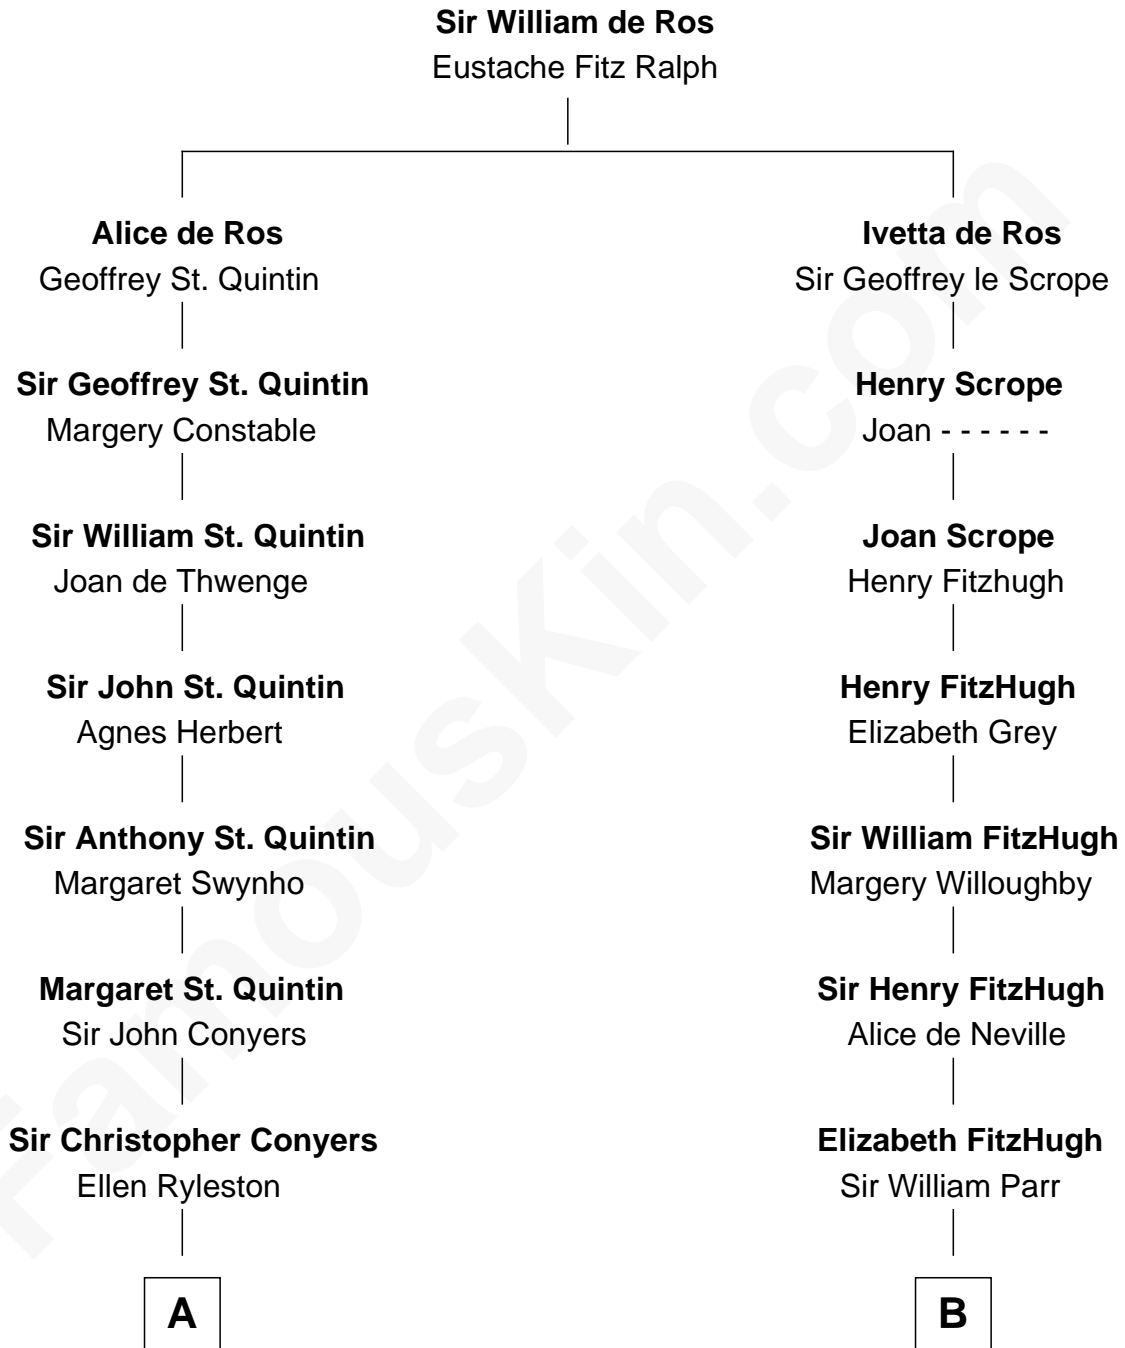 Sir William de Ros
Eustache Fitz Ralph
Alice de Ros
Geoffrey St. Quintin
Ivetta de Ros
Sir Geoffrey le Scrope
Sir Geoffrey St. Quintin
Margery Constable
Henry Scrope
Joan - - - - - -
Sir William St. Quintin
Joan de Thwenge
Joan Scrope
Henry Fitzhugh
Sir John St. Quintin
Agnes Herbert
Henry FitzHugh
Elizabeth Grey
Sir Anthony St. Quintin
Margaret Swynho
Sir William FitzHugh
Margery Willoughby
Margaret St. Quintin
Sir John Conyers
Sir Henry FitzHugh
Alice de Neville
Sir Christopher Conyers
Ellen Ryleston
Elizabeth FitzHugh
Sir William Parr
A
B
FamousKin.com